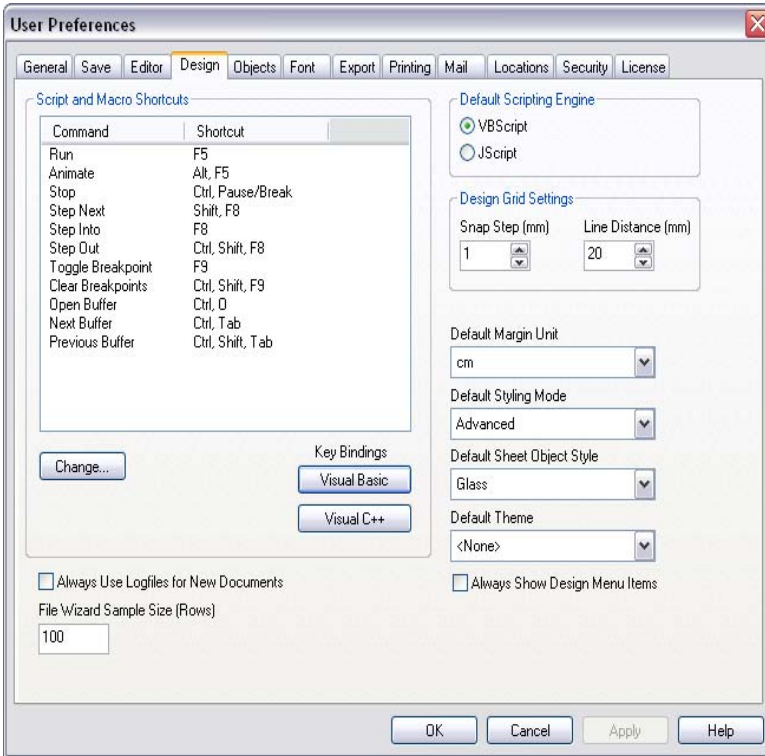 User Preferences
General Save Editor Design Objects Font Export Printing Mail Locations Security License
Script and Macro Shortcuts
Command Shortcut
Run F5
Animate Alt, F5
Stop Ctrl, Pause/Break
Step Next Shift, F8
Step Into F8
Step Out Ctrl, Shift, F8
Toggle Breakpoint F9
Clear Breakpoints Ctrl, Shift, F9
Open Buffer Ctrl, O
Next Buffer Ctrl, Tab
Previous Buffer Ctrl, Shift, Tab
Change...
Key Bindings
Visual Basic
Visual C++
Always Use Logfiles for New Documents
File Wizard Sample Size (Rows)
100
Default Scripting Engine
VBScript
JScript
Design Grid Settings
Snap Step (mm) Line Distance (mm)
1 20
Default Margin Unit
cm
Default Styling Mode
Advanced
Default Sheet Object Style
Glass
Default Theme
<None>
Always Show Design Menu Items
OK Cancel Apply Help